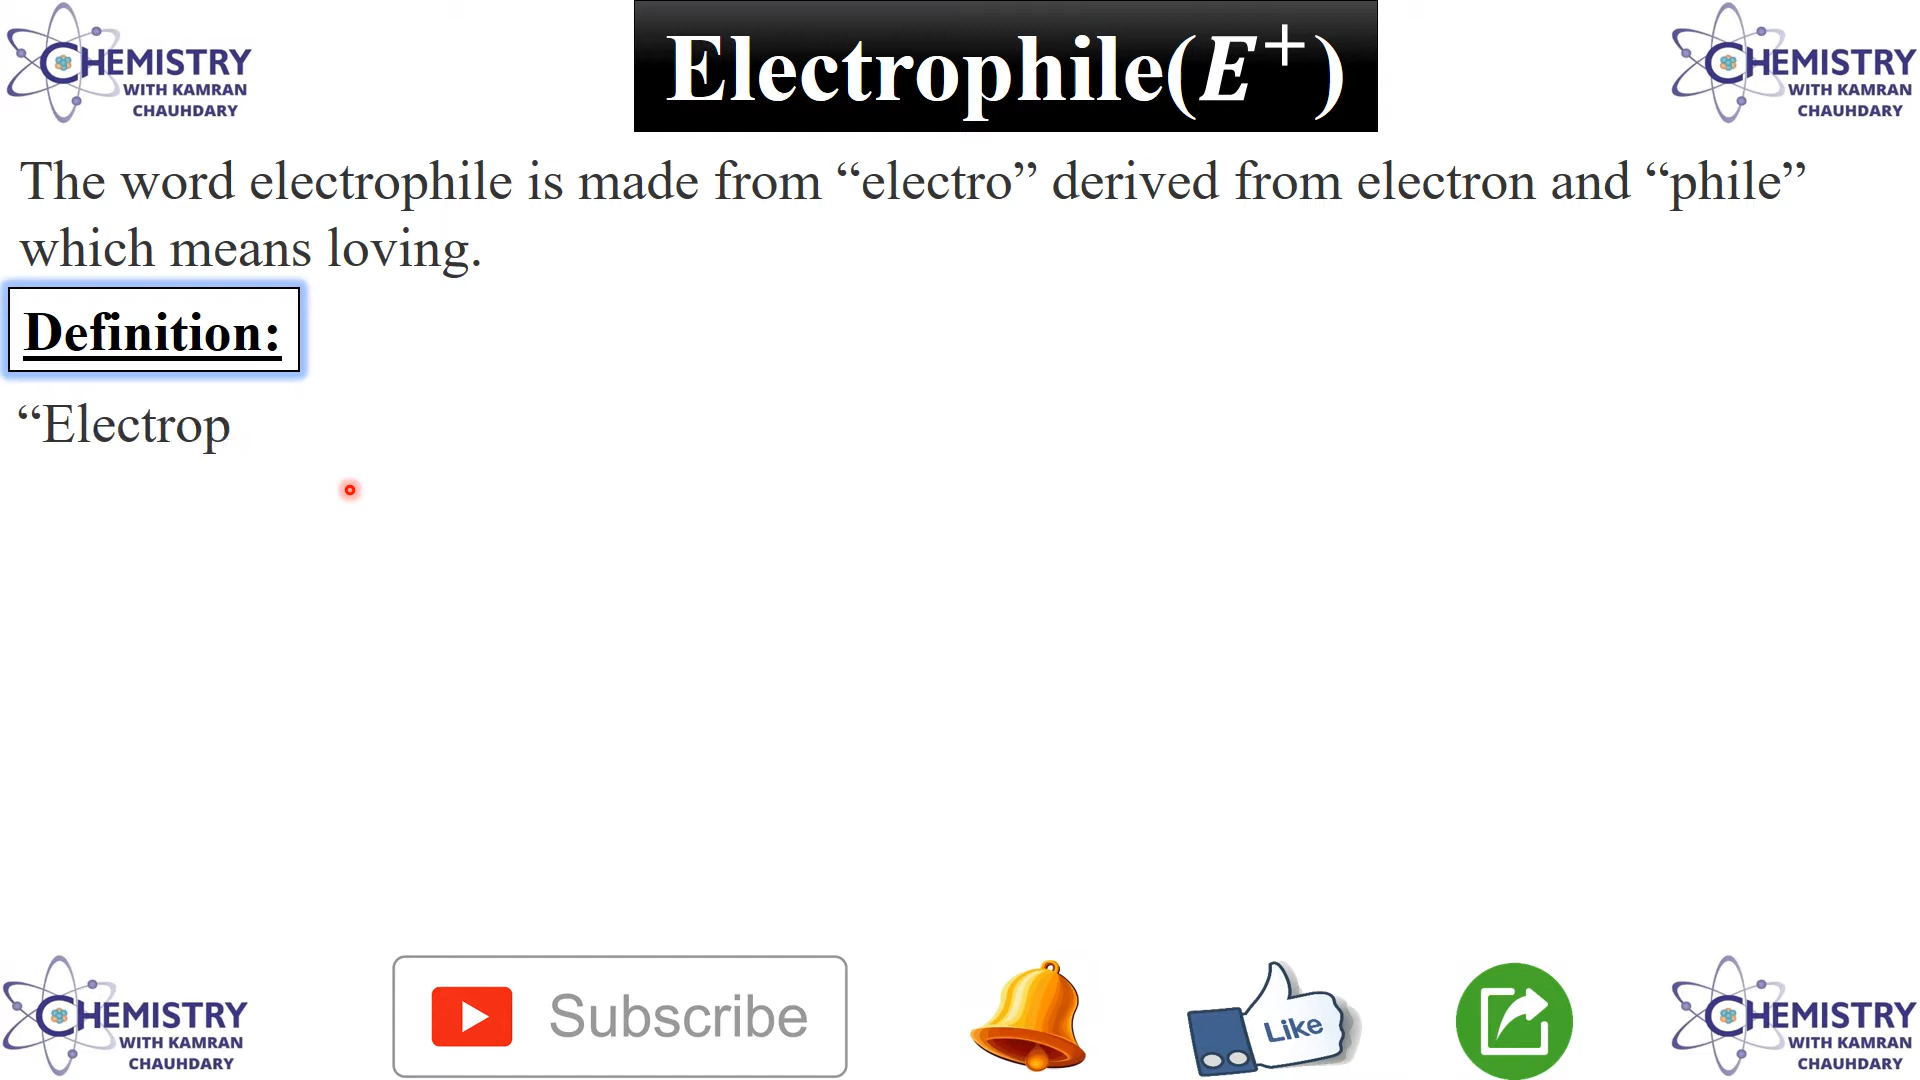 CHEMISTRY
WITH KAMRAN
CHAUHDARY
Electrophile(E⁺)
CHEMISTRY
WITH KAMRAN
CHAUHDARY
The word electrophile is made from “electro” derived from electron and “phile”
which means loving.
Definition:
“Electrop
CHEMISTRY
WITH KAMRAN
CHAUHDARY
Subscribe
Like
CHEMISTRY
WITH KAMRAN
CHAUHDARY